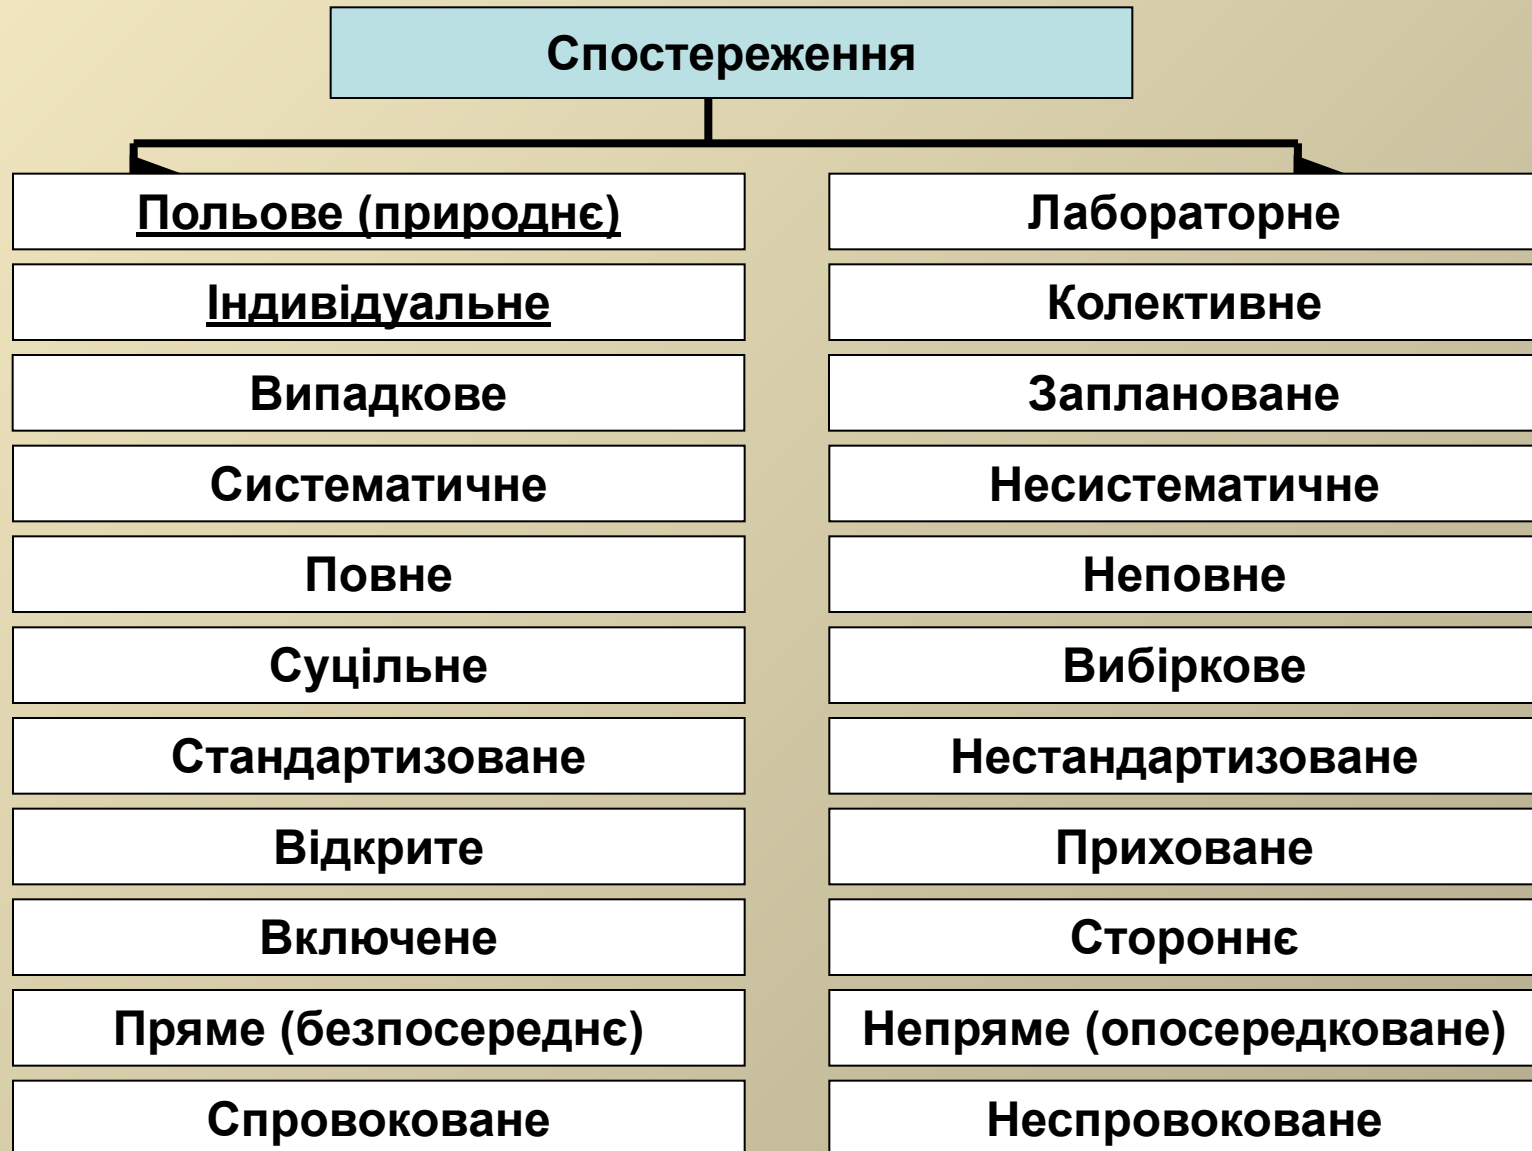 Спостереження
Польове (природнє)
Лабораторне
Індивідуальне
Колективне
Випадкове
Заплановане
Систематичне
Несистематичне
Повне
Неповне
Суцільне
Вибіркове
Стандартизоване
Нестандартизоване
Відкрите
Приховане
Включене
Стороннє
Пряме (безпосереднє)
Непряме (опосередковане)
Спровоковане
Неспровоковане